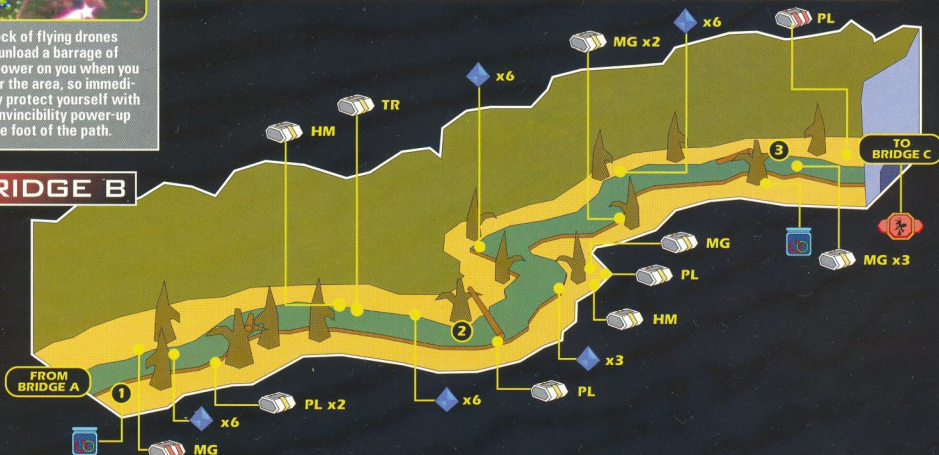 ck of flying drones
unload a barrage of
ower on you when you
r the area, so immedi-
y protect yourself with
nvincibility power-up
e foot of the path.
RIDGE B
HM
TR
x6
MG x2
x6
PL
3
TO
BRIDGE C
MG
PL
HM
MG x3
2
x3
PL
x6
FROM
BRIDGE A
1
x6
PL x2
MG